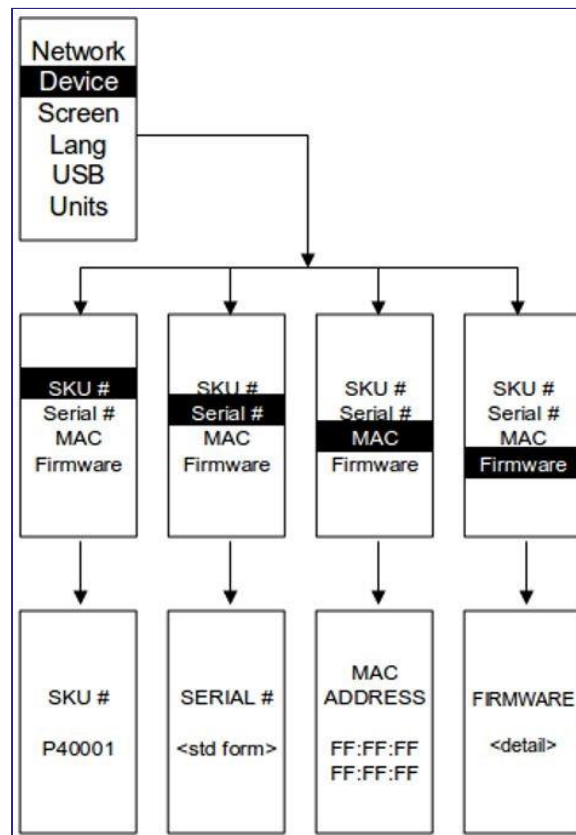 Network
Device
Screen
Lang
USB
Units
SKU #
Serial #
MAC
Firmware
SKU #
Serial #
MAC
Firmware
SKU #
Serial #
MAC
Firmware
SKU #
Serial #
MAC
Firmware
SKU #
P40001
SERIAL #
<std form>
MAC
ADDRESS
FF:FF:FF
FF:FF:FF
FIRMWARE
<detail>